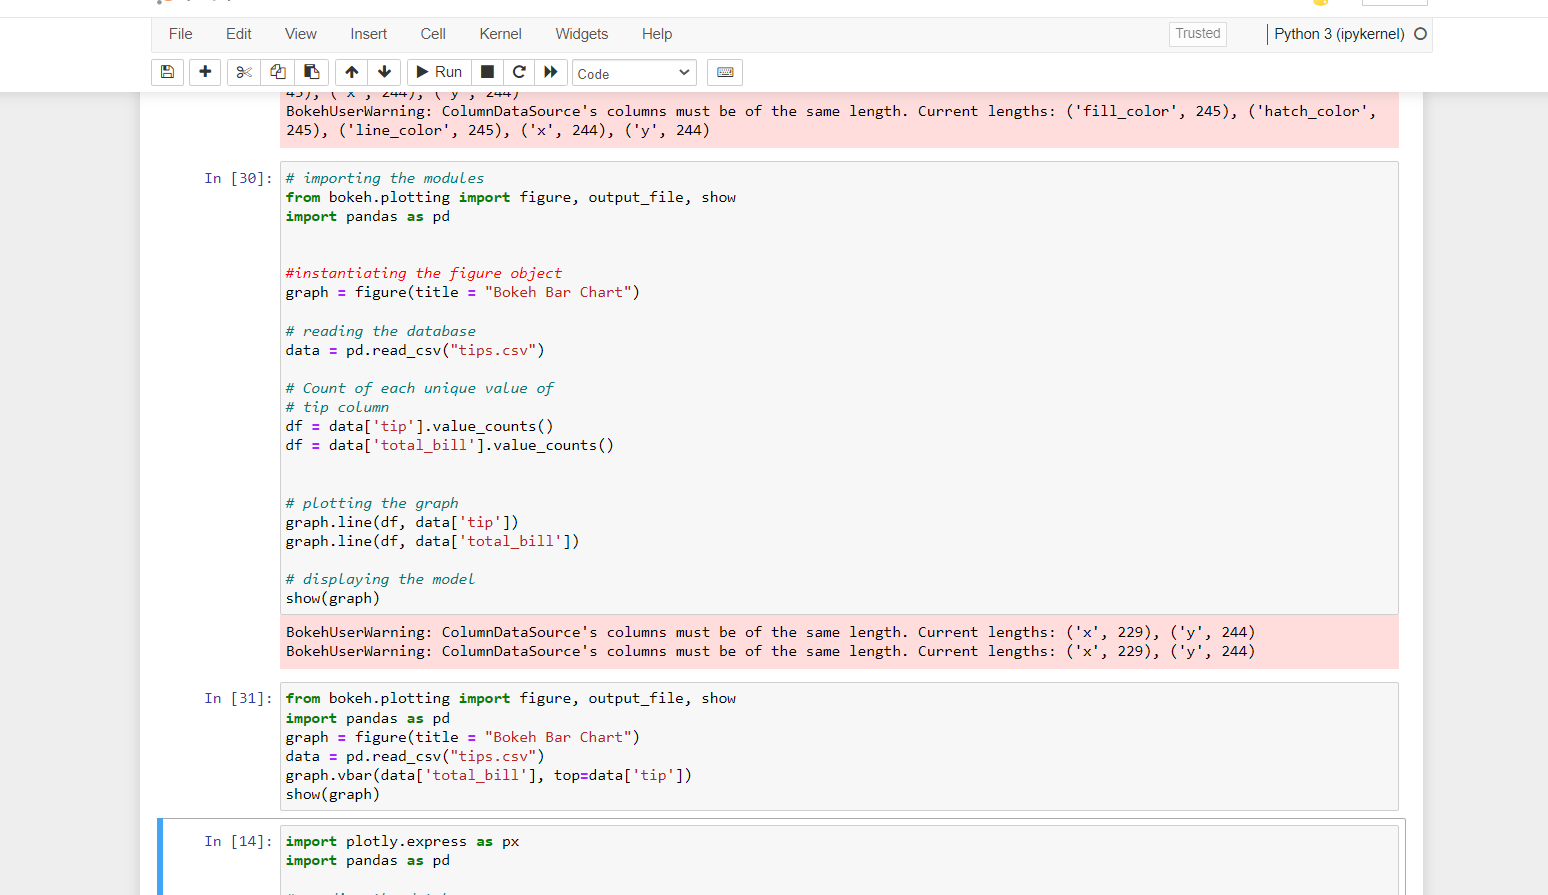 File Edit View Insert Cell Kernel Widgets Help Trusted Python 3 (ipykernel)
Run Code
45), ('x', 244), ('y', 244)
BokehUserWarning: ColumnDataSource's columns must be of the same length. Current lengths: ('fill_color', 245), ('hatch_color',
245), ('line_color', 245), ('x', 244), ('y', 244)
In [30]: # importing the modules
from bokeh.plotting import figure, output_file, show
import pandas as pd
#instantiating the figure object
graph = figure(title = "Bokeh Bar Chart")
# reading the database
data = pd.read_csv("tips.csv")
# Count of each unique value of
# tip column
df = data['tip'].value_counts()
df = data['total_bill'].value_counts()
# plotting the graph
graph.line(df, data['tip'])
graph.line(df, data['total_bill'])
# displaying the model
show(graph)
BokehUserWarning: ColumnDataSource's columns must be of the same length. Current lengths: ('x', 229), ('y', 244)
BokehUserWarning: ColumnDataSource's columns must be of the same length. Current lengths: ('x', 229), ('y', 244)
In [31]: from bokeh.plotting import figure, output_file, show
import pandas as pd
graph = figure(title = "Bokeh Bar Chart")
data = pd.read_csv("tips.csv")
graph.vbar(data['total_bill'], top=data['tip'])
show(graph)
In [14]: import plotly.express as px
import pandas as pd